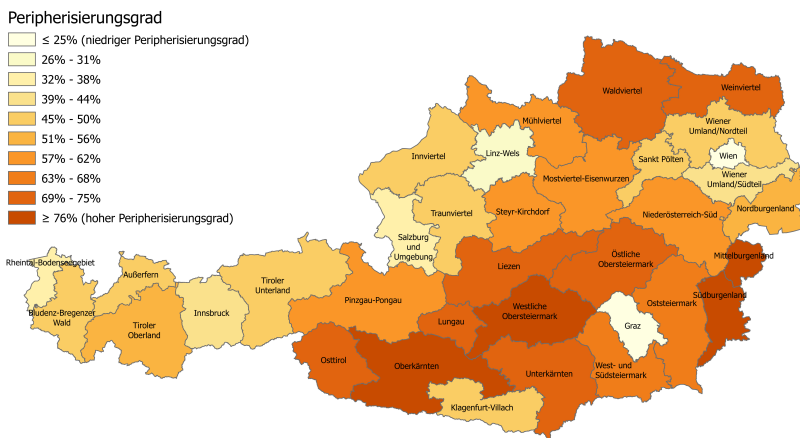 Peripherisierungsgrad
≤ 25% (niedriger Peripherisierungsgrad)
26% - 31%
32% - 38%
39% - 44%
45% - 50%
51% - 56%
57% - 62%
63% - 68%
69% - 75%
≥ 76% (hoher Peripherisierungsgrad)
Waldviertel
Weinviertel
Mühlviertel
Wiener
Umland/Nordteil
Linz-Wels
Innviertel
Sankt Pölten
Wien
Mostviertel-Eisenwurzen
Wiener
Umland/Südteil
Traunviertel
Steyr-Kirchdorf
Niederösterreich-Süd
Nordburgenland
Salzburg
und
Umgebung
Rheintal-Bodenseegebiet
Außerfern
Liezen
Östliche
Obersteiermark
Mittelburgenland
Tiroler
Unterland
Südburgenland
Pinzgau-Pongau
Oststeiermark
Bludenz-Bregenzer
Wald
Innsbruck
Westliche
Obersteiermark
Tiroler
Oberland
Lungau
Graz
Osttirol
Oberkärnten
Unterkärnten
West- und
Südsteiermark
Klagenfurt-Villach